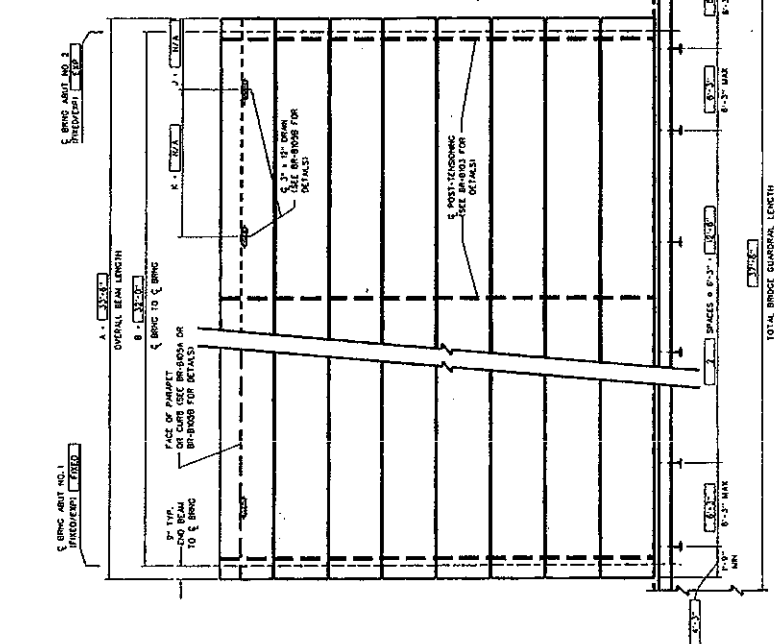 ℄ BRNG ABUT NO. 1
(FIXED/EXP) FIXED
℄ BRNG ABUT NO 2
(FIXED/EXP) EXP
A = 33'-6"
OVERALL BEAM LENGTH
B = 32'-0"
℄ BRNG TO ℄ BRNG
K = N/A
J = N/A
9" TYP.
END BEAM
TO ℄ BRNG
FACE OF PARAPET
OR CURB (SEE BR-B105A OR
BR-B105B FOR DETAILS)
℄ 3" x 12" DRAIN
(SEE BR-B109B FOR
DETAILS)
℄ POST-TENSIONING
(SEE BR-B103 FOR
DETAILS)
1'-9"
MIN
6'-3"
6'-3" MAX
2 SPACES @ 6'-3" = 12'-6"
6'-3"
6'-3" MAX
6'-3
TOTAL BRIDGE GUARDRAIL LENGTH